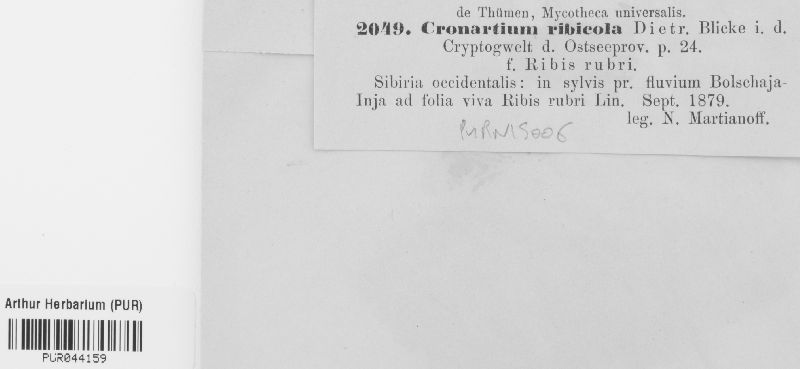 de Thümen, Mycotheca universalis.
2049. Cronartium ribicola Dietr. Blicke i. d.
Cryptogwelt d. Ostseeprov. p. 24.
f. Ribis rubri.
Sibiria occidentalis: in sylvis pr. fluvium Bolschaja-
Inja ad folia viva Ribis rubri Lin. Sept. 1879.
leg. N. Martianoff.
PURN15006
Arthur Herbarium (PUR)
PUR044159